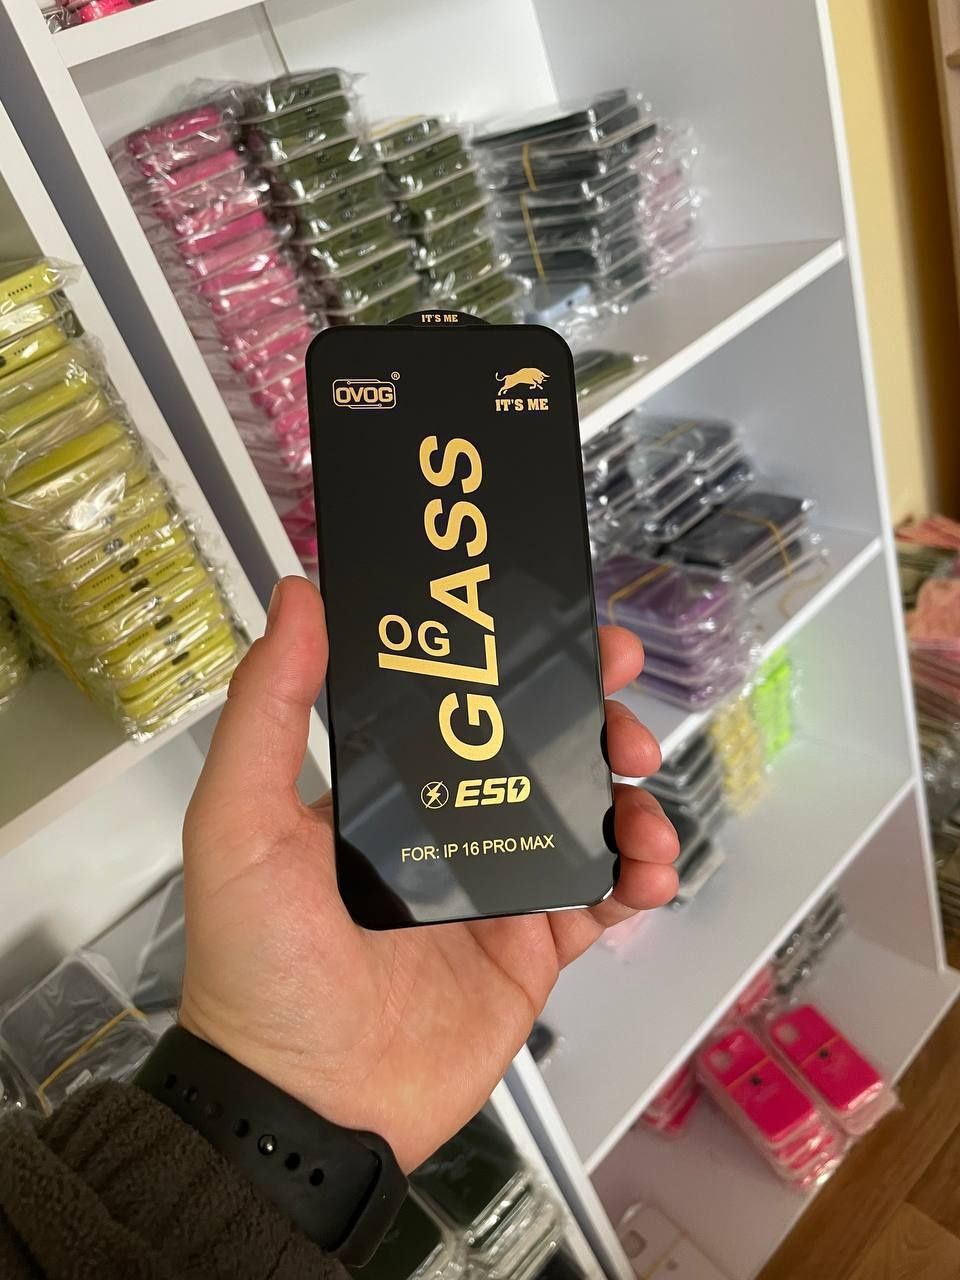 IT'S ME
OVOG®
IT'S ME
OG GLASS
ESD
FOR: IP 16 PRO MAX